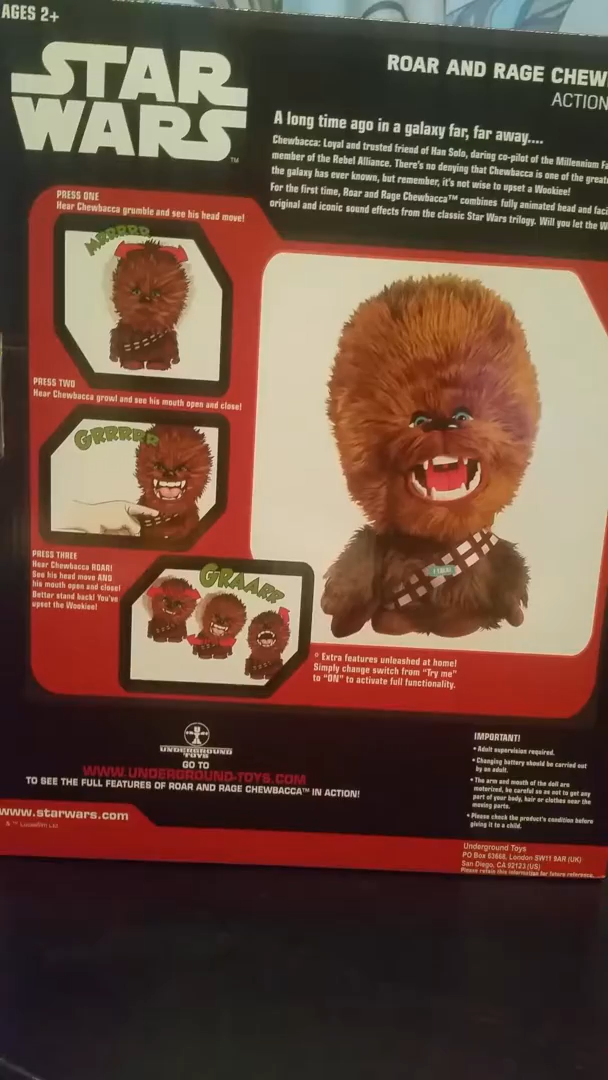 AGES 2+
STAR
WARS™
ROAR AND RAGE CHEW
ACTION
A long time ago in a galaxy far, far away....
Chewbacca: Loyal and trusted friend of Han Solo, daring co-pilot of the Millennium Fa
member of the Rebel Alliance. There's no denying that Chewbacca is one of the great
the galaxy has ever known, but remember, it's not wise to upset a Wookiee!
For the first time, Roar and Rage Chewbacca™ combines fully animated head and faci
original and iconic sound effects from the classic Star Wars trilogy. Will you let the W
PRESS ONE
Hear Chewbacca grumble and see his head move!
MRRRRR
PRESS TWO
Hear Chewbacca growl and see his mouth open and close!
GRRRRR
PRESS THREE
Hear Chewbacca ROAR!
See his head move AND
his mouth open and close!
Better stand back! You've
upset the Wookiee!
GRAARR
* Extra features unleashed at home!
Simply change switch from "Try me"
to "ON" to activate full functionality.
UNDERGROUND
TOYS
GO TO
WWW.UNDERGROUND-TOYS.COM
TO SEE THE FULL FEATURES OF ROAR AND RAGE CHEWBACCA™ IN ACTION!
IMPORTANT!
• Adult supervision required.
• Changing battery should be carried out
by an adult.
• The arm and mouth of the doll are
motorized, be careful so as not to get any
part of your body, hair or clothes near the
moving parts.
• Please check the product's condition before
giving it to a child.
www.starwars.com
& ™ Lucasfilm Ltd
Underground Toys
PO Box 63668, London SW11 9AR (UK)
San Diego, CA 92123 (US)
Please retain this information for future reference.